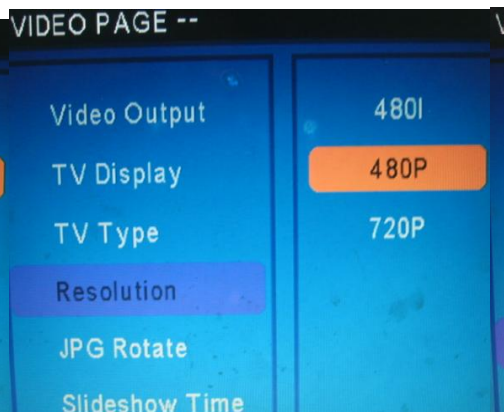 VIDEO PAGE --
Video Output
480I
TV Display
480P
TV Type
720P
Resolution
JPG Rotate
Slideshow Time